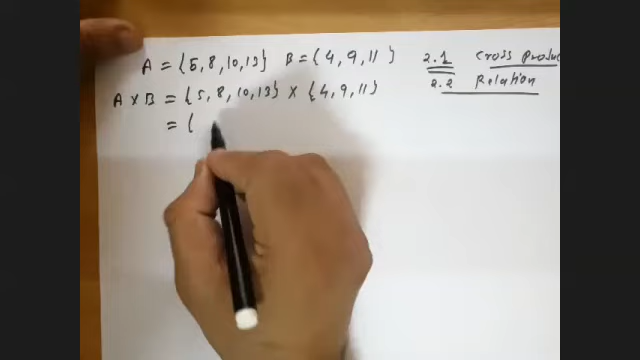 A = {5, 8, 10, 13} B = {4, 9, 11}
A × B = {5, 8, 10, 13} × {4, 9, 11}
= {
2.1 Cross Produc
2.2 Relation